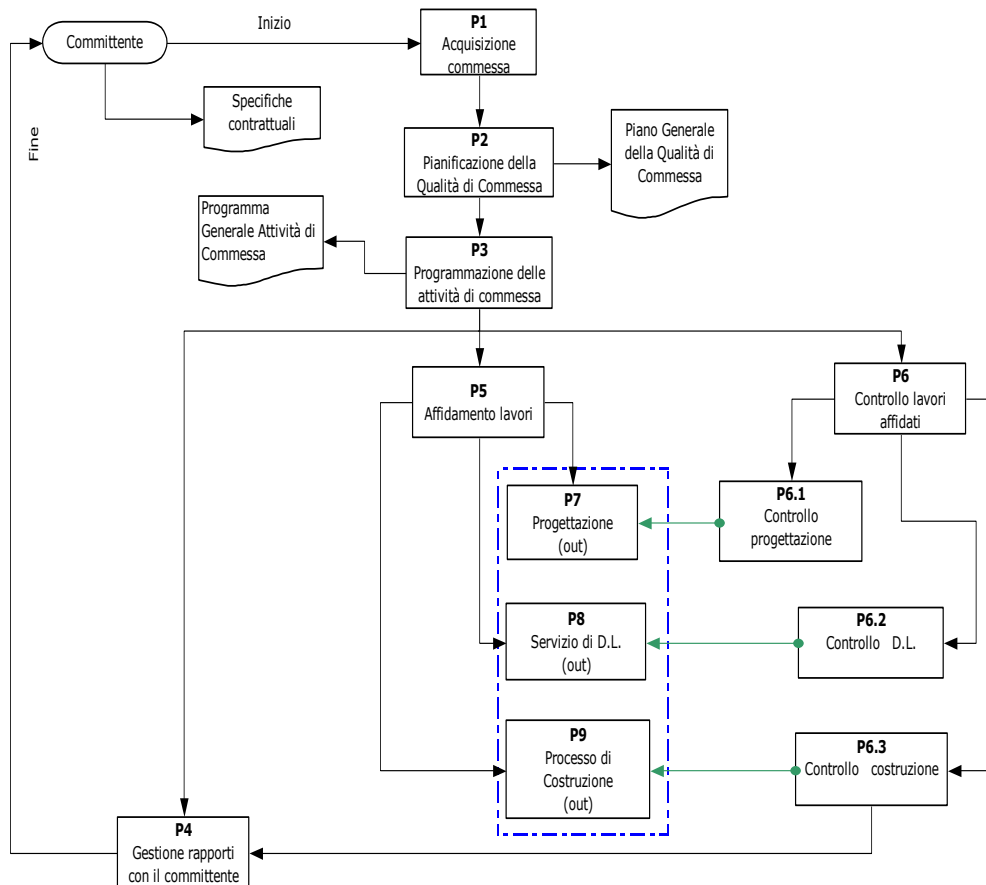 Inizio
Committente
P1
Acquisizione
commessa
Specifiche
contrattuali
Fine
P2
Pianificazione della
Qualità di Commessa
Piano Generale
della Qualità di
Commessa
Programma
Generale Attività di
Commessa
P3
Programmazione delle
attività di commessa
P5
Affidamento lavori
P6
Controllo lavori
affidati
P7
Progettazione
(out)
P6.1
Controllo
progettazione
P8
Servizio di D.L.
(out)
P6.2
Controllo D.L.
P9
Processo di
Costruzione
(out)
P6.3
Controllo costruzione
P4
Gestione rapporti
con il committente